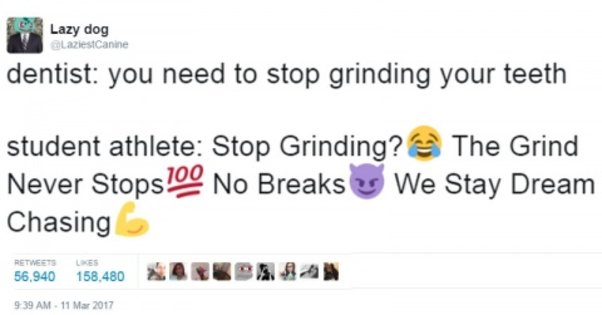 Lazy dog
@LaziestCanine
dentist: you need to stop grinding your teeth
student athlete: Stop Grinding?😂 The Grind
Never Stops💯 No Breaks😈 We Stay Dream
Chasing💪
RETWEETS LIKES
56,940 158,480
9:39 AM - 11 Mar 2017